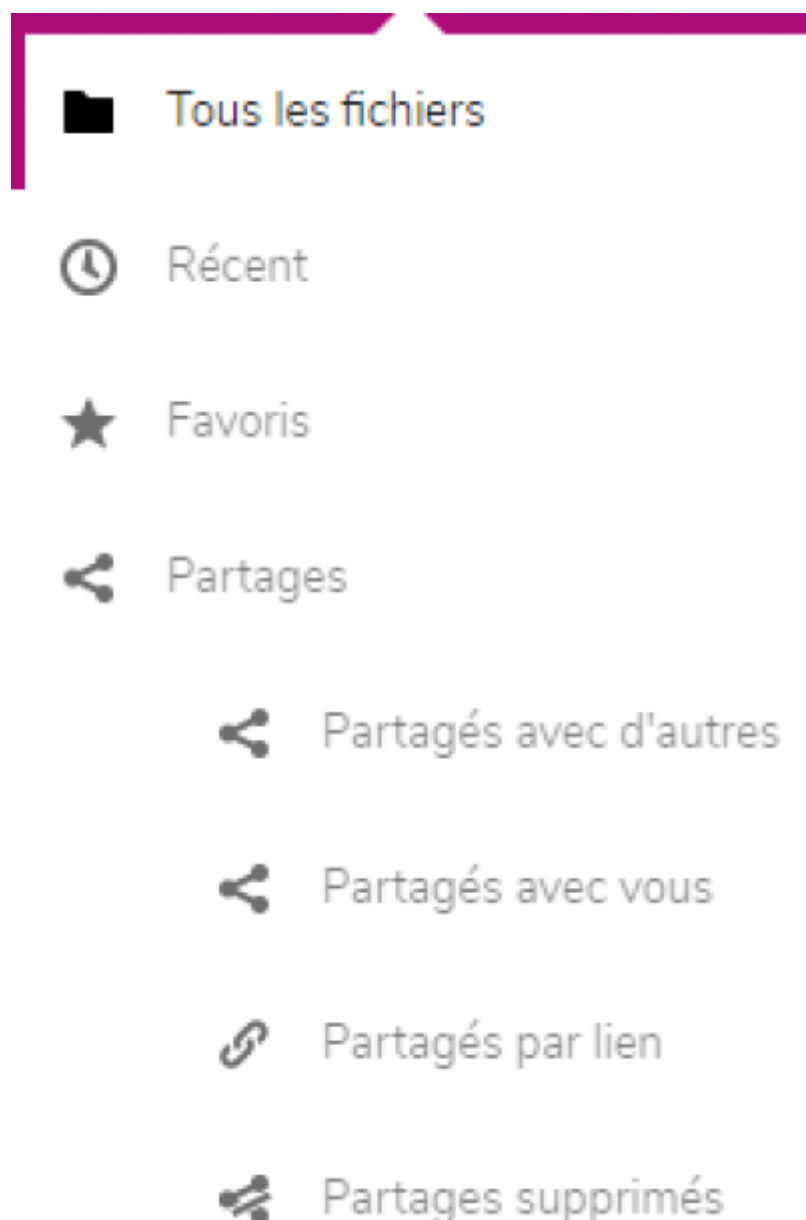 Tous les fichiers
Récent
Favoris
Partages
Partagés avec d'autres
Partagés avec vous
Partagés par lien
Partages supprimés